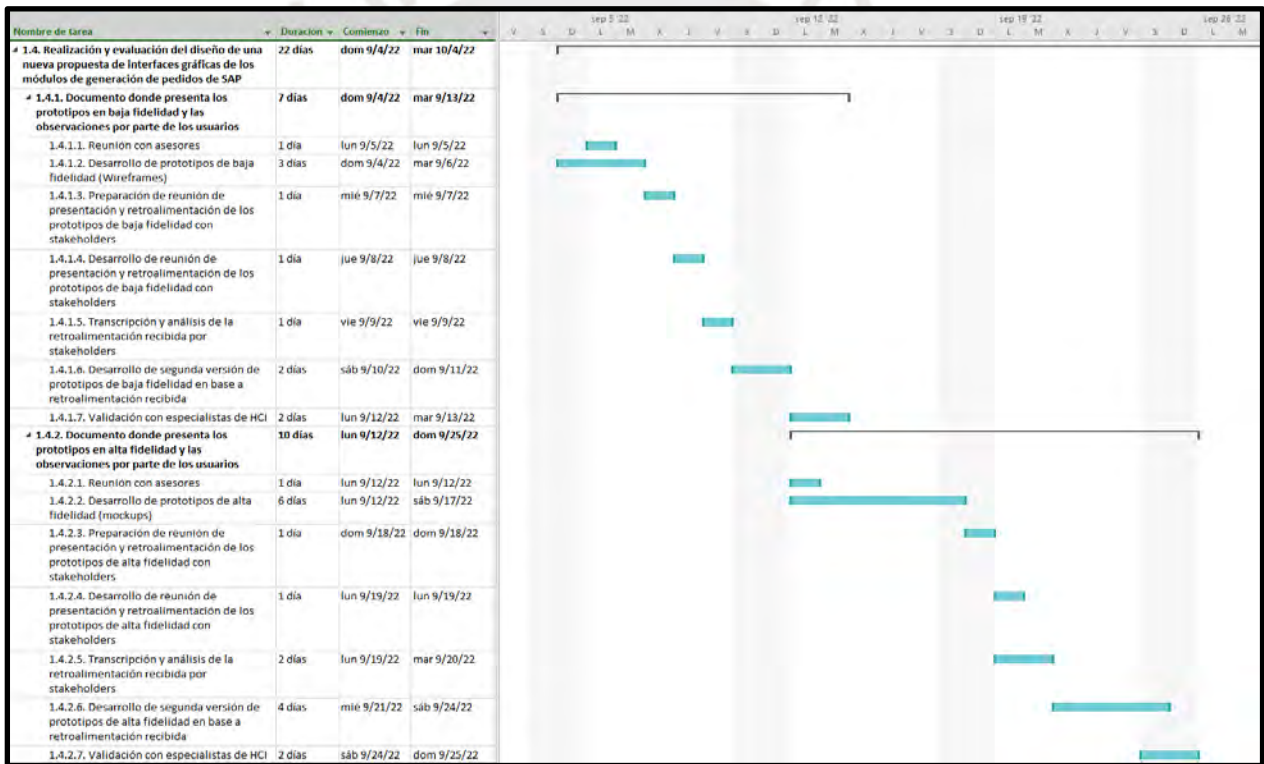 sep 5 '22 sep 12 '22 sep 19 '22 sep 26 '22
Nombre de tarea Duración Comienzo Fin V S D L M X J V S D L M X J V S D L M X J V S D L M
1.4. Realización y evaluación del diseño de una 22 días dom 9/4/22 mar 10/4/22
nueva propuesta de interfaces gráficas de los
módulos de generación de pedidos de SAP
1.4.1. Documento donde presenta los 7 días dom 9/4/22 mar 9/13/22
prototipos en baja fidelidad y las
observaciones por parte de los usuarios
1.4.1.1. Reunión con asesores 1 día lun 9/5/22 lun 9/5/22
1.4.1.2. Desarrollo de prototipos de baja 3 días dom 9/4/22 mar 9/6/22
fidelidad (Wireframes)
1.4.1.3. Preparación de reunión de 1 día mié 9/7/22 mié 9/7/22
presentación y retroalimentación de los
prototipos de baja fidelidad con
stakeholders
1.4.1.4. Desarrollo de reunión de 1 día jue 9/8/22 jue 9/8/22
presentación y retroalimentación de los
prototipos de baja fidelidad con
stakeholders
1.4.1.5. Transcripción y análisis de la 1 día vie 9/9/22 vie 9/9/22
retroalimentación recibida por
stakeholders
1.4.1.6. Desarrollo de segunda versión de 2 días sáb 9/10/22 dom 9/11/22
prototipos de baja fidelidad en base a
retroalimentación recibida
1.4.1.7. Validación con especialistas de HCI 2 días lun 9/12/22 mar 9/13/22
1.4.2. Documento donde presenta los 10 días lun 9/12/22 dom 9/25/22
prototipos en alta fidelidad y las
observaciones por parte de los usuarios
1.4.2.1. Reunión con asesores 1 día lun 9/12/22 lun 9/12/22
1.4.2.2. Desarrollo de prototipos de alta 6 días lun 9/12/22 sáb 9/17/22
fidelidad (mockups)
1.4.2.3. Preparación de reunión de 1 día dom 9/18/22 dom 9/18/22
presentación y retroalimentación de los
prototipos de alta fidelidad con
stakeholders
1.4.2.4. Desarrollo de reunión de 1 día lun 9/19/22 lun 9/19/22
presentación y retroalimentación de los
prototipos de alta fidelidad con
stakeholders
1.4.2.5. Transcripción y análisis de la 2 días lun 9/19/22 mar 9/20/22
retroalimentación recibida por
stakeholders
1.4.2.6. Desarrollo de segunda versión de 4 días mié 9/21/22 sáb 9/24/22
prototipos de alta fidelidad en base a
retroalimentación recibida
1.4.2.7. Validación con especialistas de HCI 2 días sáb 9/24/22 dom 9/25/22